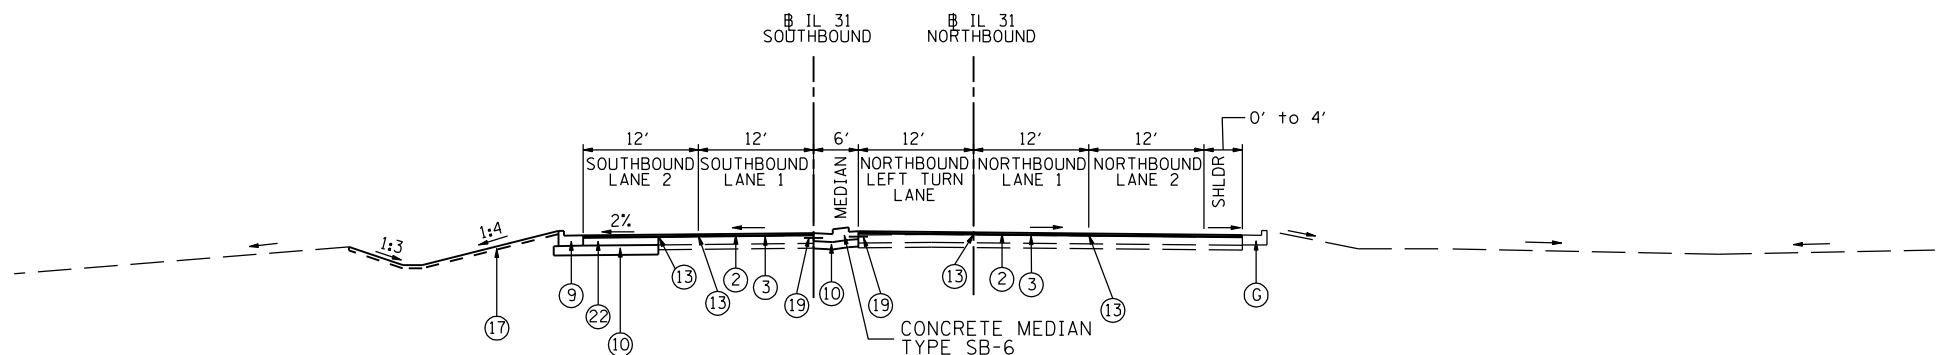 ℄ IL 31
SOUTHBOUND
℄ IL 31
NORTHBOUND
0' to 4'
12'
12'
6'
12'
12'
12'
SOUTHBOUND
LANE 2
SOUTHBOUND
LANE 1
MEDIAN
NORTHBOUND
LEFT TURN
LANE
NORTHBOUND
LANE 1
NORTHBOUND
LANE 2
SHLDR
1:3
1:4
2%
17
9
22
10
13
13
2
3
19
10
19
13
2
3
13
G
CONCRETE MEDIAN
TYPE SB-6